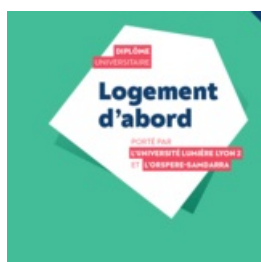 DIPLÔME
UNIVERSITAIRE
Logement
d'abord
PORTÉ PAR
L'UNIVERSITÉ LUMIÈRE LYON 2
ET L'ORSPERE-SAMDARRA